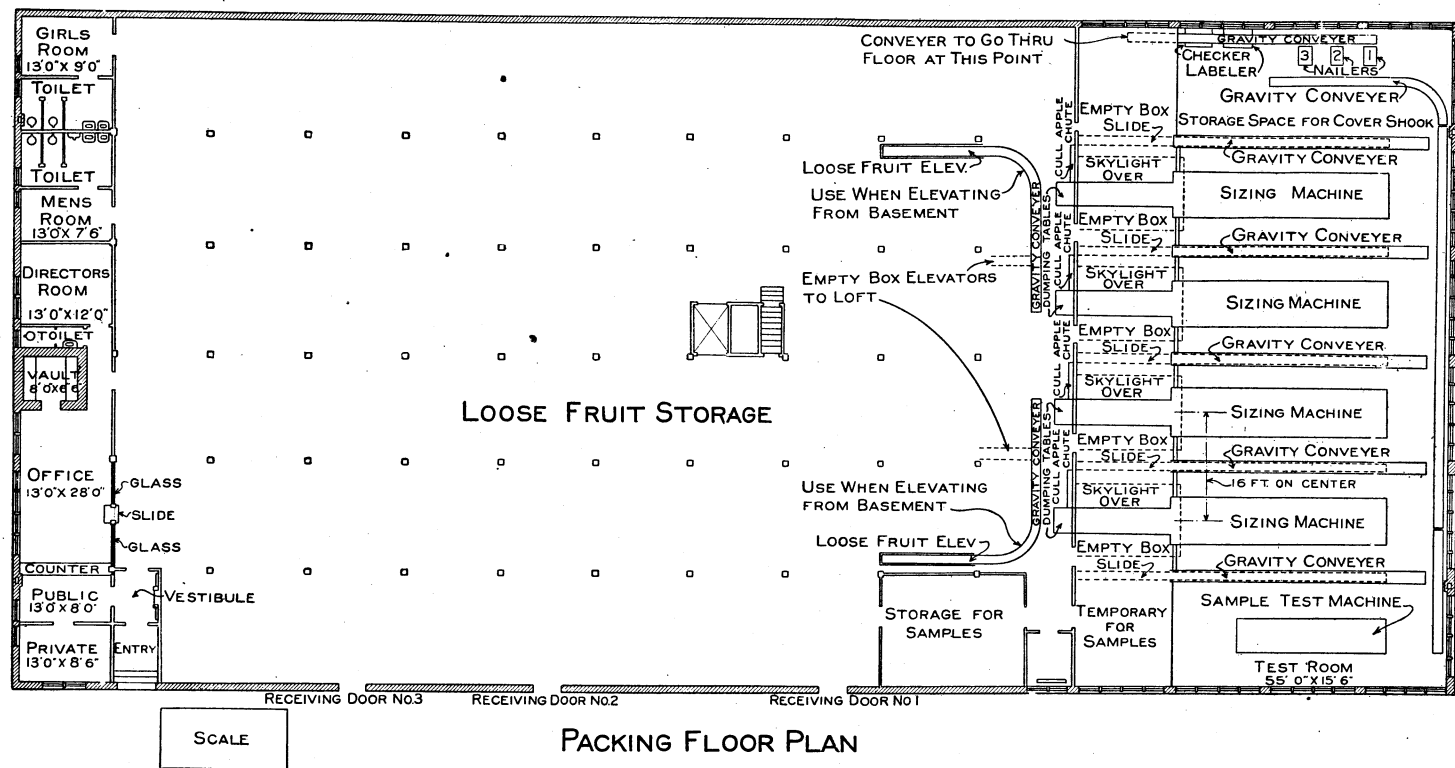 GIRLS
ROOM
13'0"X 9'0"
TOILET
TOILET
MENS
ROOM
13'0"X 7'6"
DIRECTORS
ROOM
13'0"X12'0"
TOILET
VAULT
OFFICE
13'0"X 28'0"
GLASS
SLIDE
GLASS
COUNTER
PUBLIC
13'0"X 8'0"
VESTIBULE
PRIVATE
13'0"X 8'6"
ENTRY
LOOSE FRUIT STORAGE
CONVEYER TO GO THRU
FLOOR AT THIS POINT
LOOSE FRUIT ELEV.
USE WHEN ELEVATING
FROM BASEMENT
EMPTY BOX ELEVATORS
TO LOFT
USE WHEN ELEVATING
FROM BASEMENT
LOOSE FRUIT ELEV
STORAGE FOR
SAMPLES
GRAVITY CONVEYER
DUMPING TABLES
GRAVITY CONVEYER
DUMPING TABLES
CULL APPLE
CHUTE
CULL APPLE
CHUTE
CULL APPLE
CHUTE
CULL APPLE
CHUTE
GRAVITY CONVEYER
CHECKER
LABELER
3
2
1
NAILERS
GRAVITY CONVEYER
STORAGE SPACE FOR COVER SHOOK
EMPTY BOX
SLIDE
GRAVITY CONVEYER
SKYLIGHT
OVER
SIZING MACHINE
EMPTY BOX
SLIDE
GRAVITY CONVEYER
SKYLIGHT
OVER
SIZING MACHINE
EMPTY BOX
SLIDE
GRAVITY CONVEYER
SKYLIGHT
OVER
SIZING MACHINE
EMPTY BOX
SLIDE
GRAVITY CONVEYER
16 FT. ON CENTER
SKYLIGHT
OVER
SIZING MACHINE
EMPTY BOX
SLIDE
GRAVITY CONVEYER
TEMPORARY
FOR
SAMPLES
SAMPLE TEST MACHINE
TEST ROOM
55' 0"X15' 6"
RECEIVING DOOR NO.3
RECEIVING DOOR NO.2
RECEIVING DOOR NO 1
SCALE
PACKING FLOOR PLAN